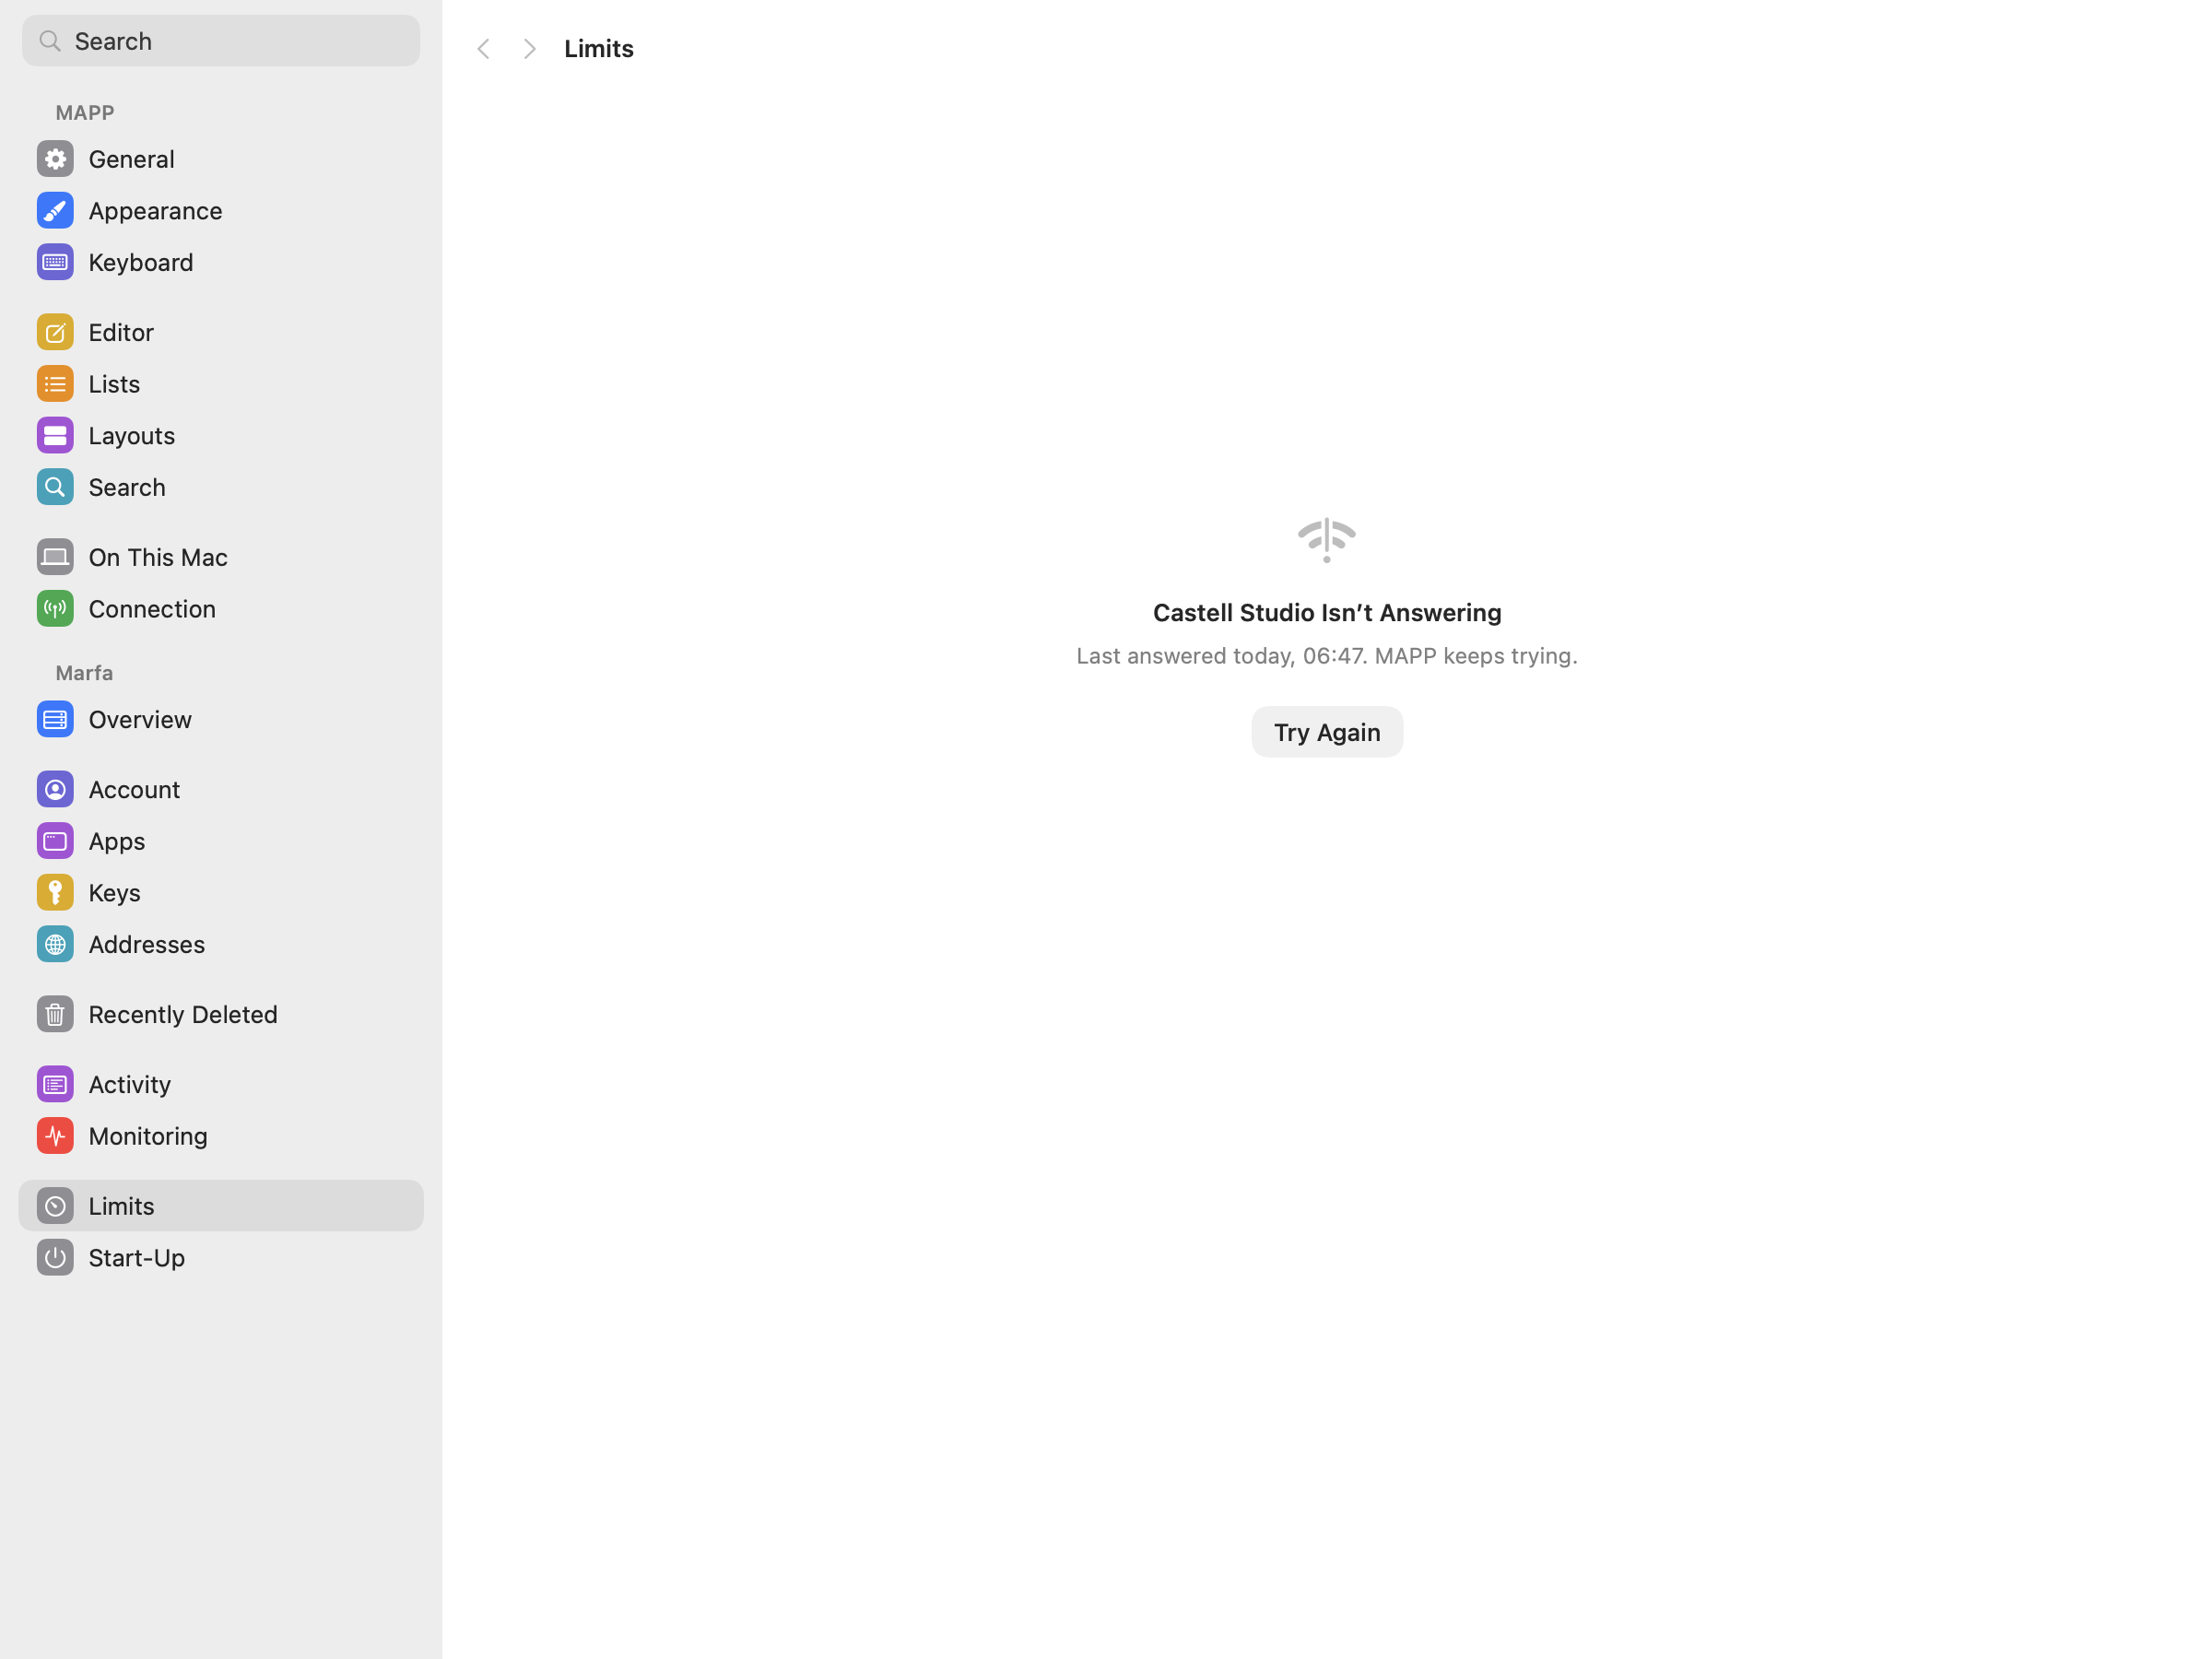 Search
MAPP
General
Appearance
Keyboard
Editor
Lists
Layouts
Search
On This Mac
Connection
Marfa
Overview
Account
Apps
Keys
Addresses
Recently Deleted
Activity
Monitoring
Limits
Start-Up
Limits
Castell Studio Isn’t Answering
Last answered today, 06:47. MAPP keeps trying.
Try Again